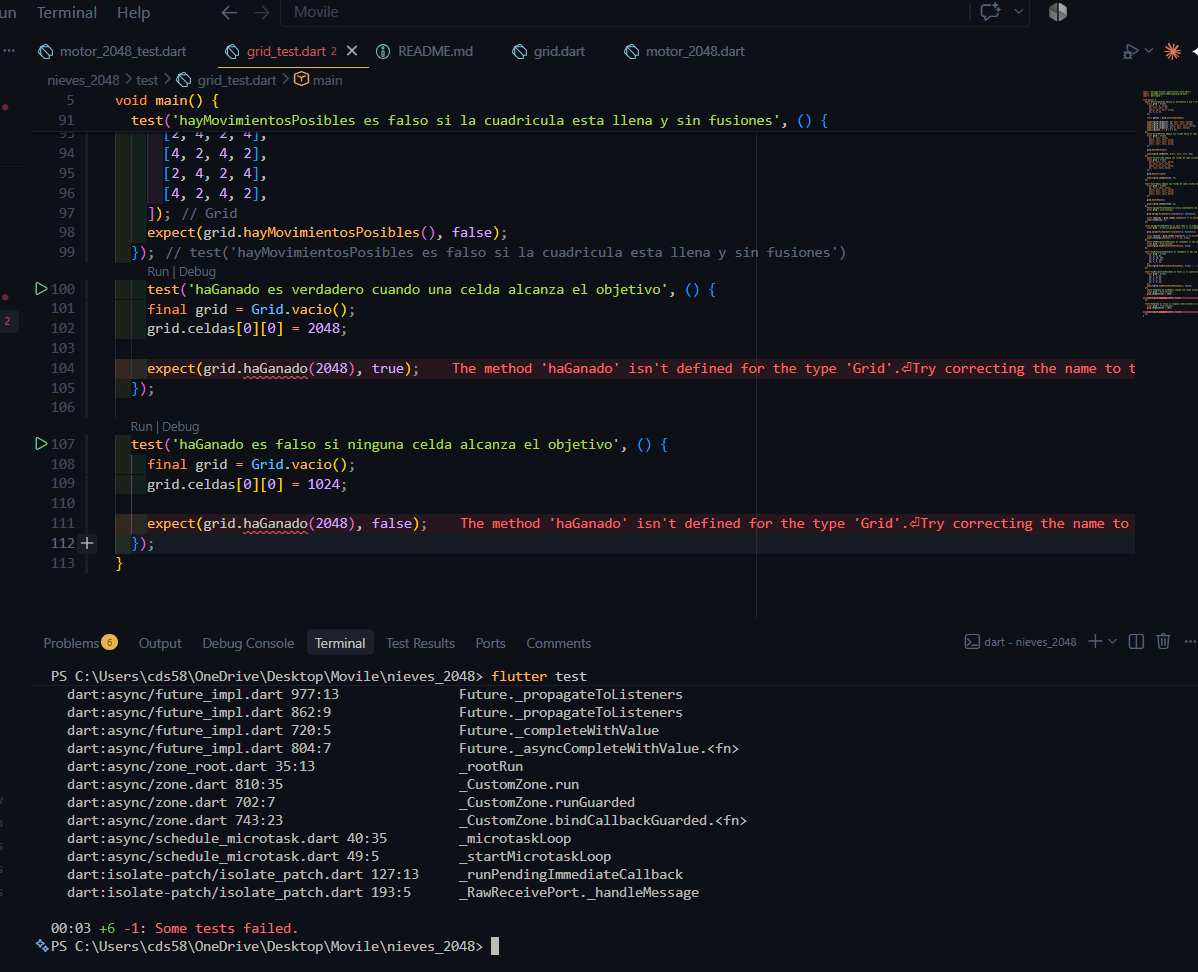 un Terminal Help Movile
motor_2048_test.dart grid_test.dart 2 README.md grid.dart motor_2048.dart
nieves_2048 > test > grid_test.dart > main
5 void main() {
91 test('hayMovimientosPosibles es falso si la cuadricula esta llena y sin fusiones', () {
93 [2, 4, 2, 4],
94 [4, 2, 4, 2],
95 [2, 4, 2, 4],
96 [4, 2, 4, 2],
97 ]); // Grid
98 expect(grid.hayMovimientosPosibles(), false);
99 }); // test('hayMovimientosPosibles es falso si la cuadricula esta llena y sin fusiones')
Run | Debug
100 test('haGanado es verdadero cuando una celda alcanza el objetivo', () {
101 final grid = Grid.vacio();
102 grid.celdas[0][0] = 2048;
103
104 expect(grid.haGanado(2048), true); The method 'haGanado' isn't defined for the type 'Grid'.⏎Try correcting the name to t
105 });
106
Run | Debug
107 test('haGanado es falso si ninguna celda alcanza el objetivo', () {
108 final grid = Grid.vacio();
109 grid.celdas[0][0] = 1024;
110
111 expect(grid.haGanado(2048), false); The method 'haGanado' isn't defined for the type 'Grid'.⏎Try correcting the name to
112 });
113 }
2
Problems 6 Output Debug Console Terminal Test Results Ports Comments dart - nieves_2048
PS C:\Users\cds58\OneDrive\Desktop\Movile\nieves_2048> flutter test
dart:async/future_impl.dart 977:13 Future._propagateToListeners
dart:async/future_impl.dart 862:9 Future._propagateToListeners
dart:async/future_impl.dart 720:5 Future._completeWithValue
dart:async/future_impl.dart 804:7 Future._asyncCompleteWithValue.<fn>
dart:async/zone_root.dart 35:13 _rootRun
dart:async/zone.dart 810:35 _CustomZone.run
dart:async/zone.dart 702:7 _CustomZone.runGuarded
dart:async/zone.dart 743:23 _CustomZone.bindCallbackGuarded.<fn>
dart:async/schedule_microtask.dart 40:35 _microtaskLoop
dart:async/schedule_microtask.dart 49:5 _startMicrotaskLoop
dart:isolate-patch/isolate_patch.dart 127:13 _runPendingImmediateCallback
dart:isolate-patch/isolate_patch.dart 193:5 _RawReceivePort._handleMessage
00:03 +6 -1: Some tests failed.
PS C:\Users\cds58\OneDrive\Desktop\Movile\nieves_2048>